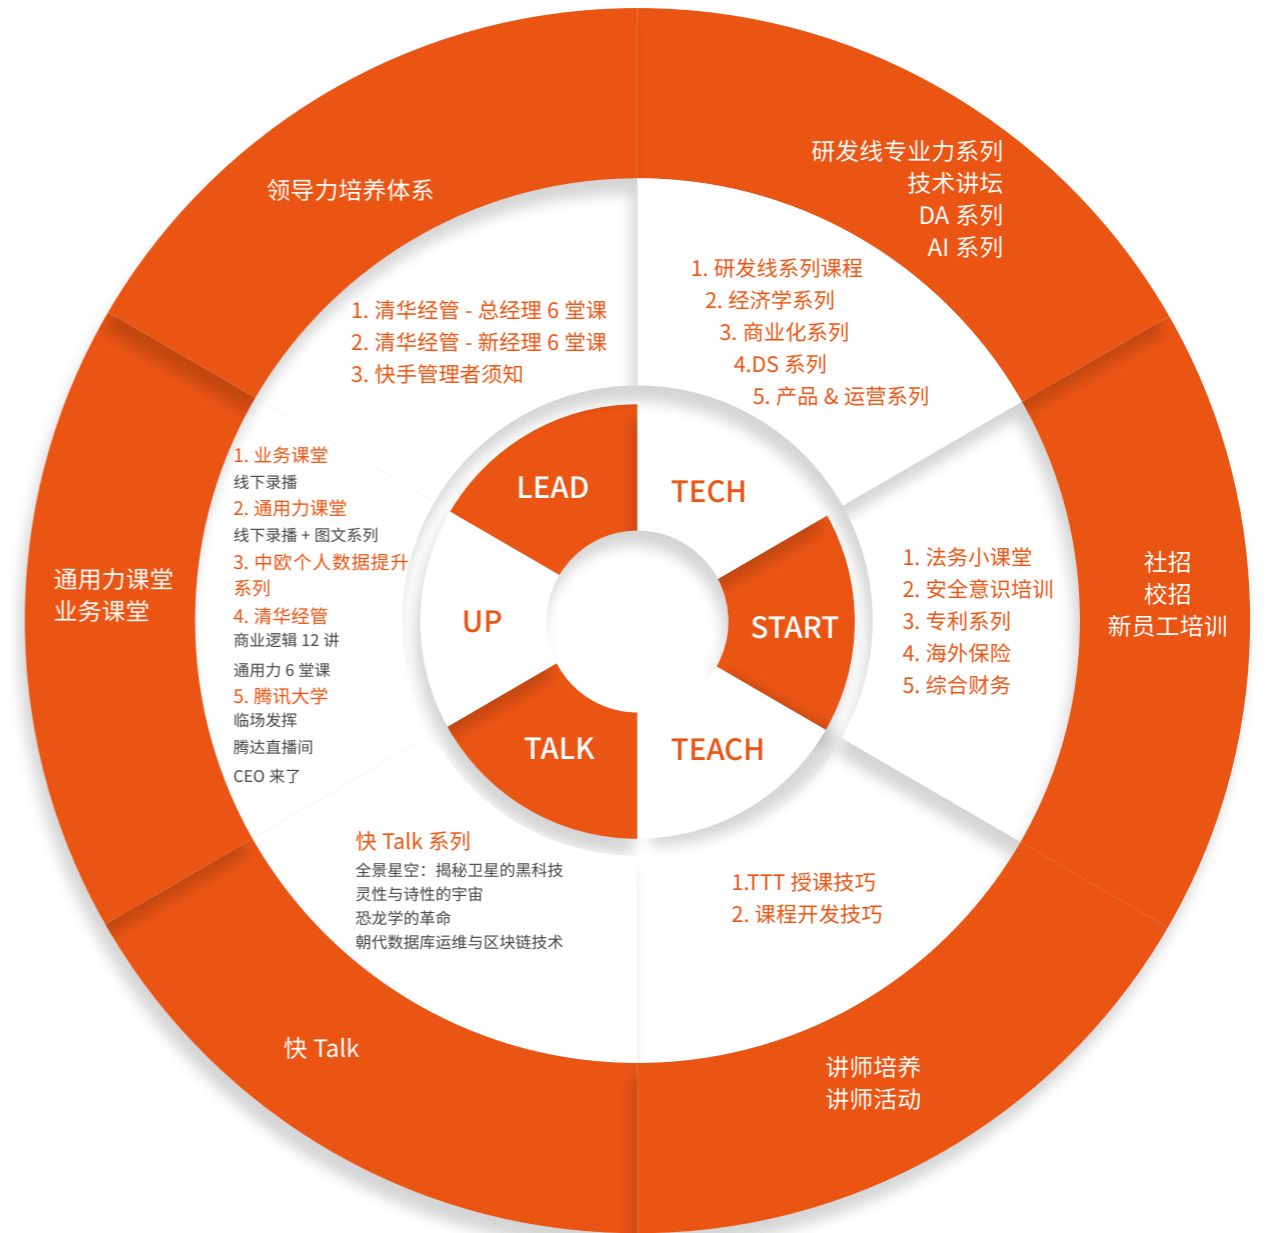 领导力培养体系
1. 清华经管 - 总经理 6 堂课
2. 清华经管 - 新经理 6 堂课
3. 快手管理者须知
LEAD
研发线专业力系列
技术讲坛
DA 系列
AI 系列
1. 研发线系列课程
2. 经济学系列
3. 商业化系列
4.DS 系列
5. 产品 & 运营系列
TECH
社招
校招
新员工培训
1. 法务小课堂
2. 安全意识培训
3. 专利系列
4. 海外保险
5. 综合财务
START
讲师培养
讲师活动
1.TTT 授课技巧
2. 课程开发技巧
TEACH
快 Talk
快 Talk 系列
全景星空：揭秘卫星的黑科技
灵性与诗性的宇宙
恐龙学的革命
朝代数据库运维与区块链技术
TALK
通用力课堂
业务课堂
1. 业务课堂
线下录播
2. 通用力课堂
线下录播 + 图文系列
3. 中欧个人数据提升
系列
4. 清华经管
商业逻辑 12 讲
通用力 6 堂课
5. 腾讯大学
临场发挥
腾达直播间
CEO 来了
UP